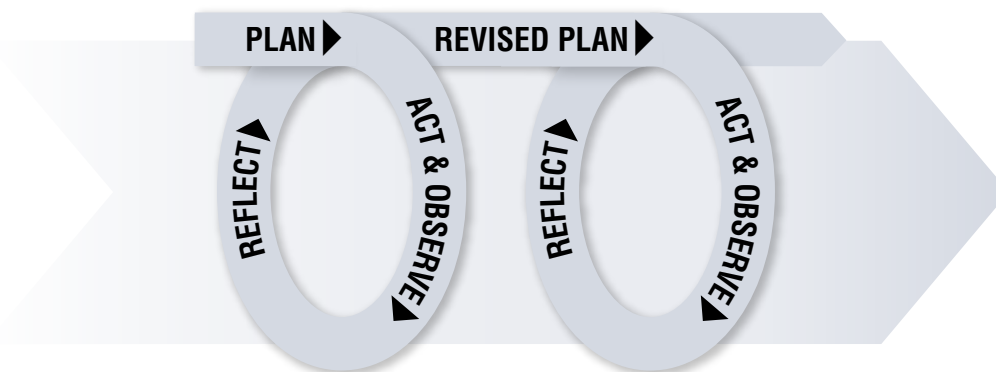 PLAN
ACT & OBSERVE
REFLECT
REVISED PLAN
ACT & OBSERVE
REFLECT